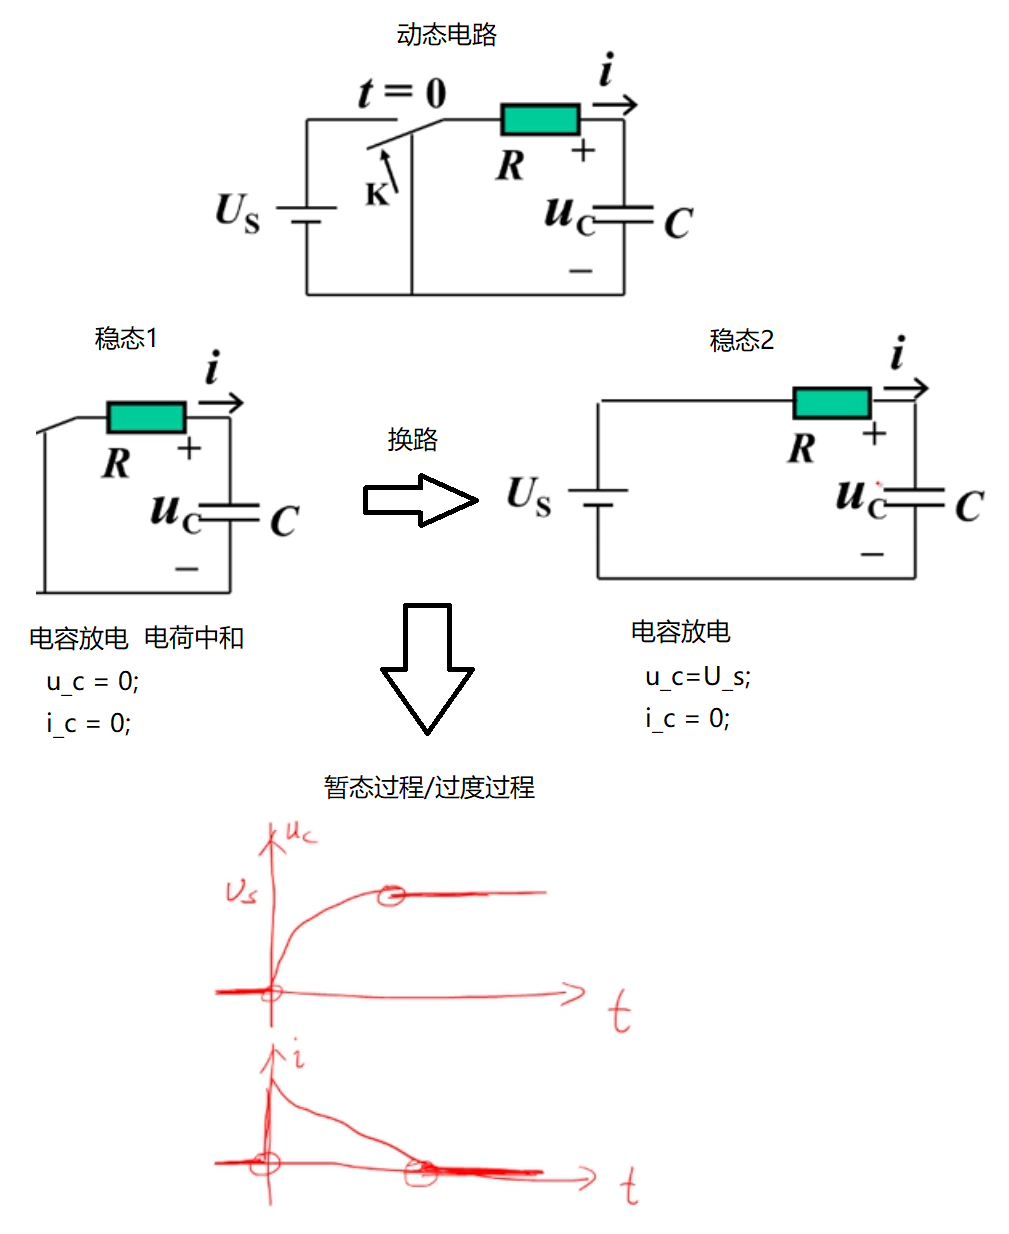 动态电路
t = 0
i
K
R
+
U_S
u_C
C
−
稳态1
i
R
+
u_C
C
−
换路
稳态2
i
R
+
U_S
u_C
C
−
电容放电 电荷中和
u_c = 0;
i_c = 0;
电容放电
u_c=U_s;
i_c = 0;
暂态过程/过度过程
u_c
U_s
t
i
t